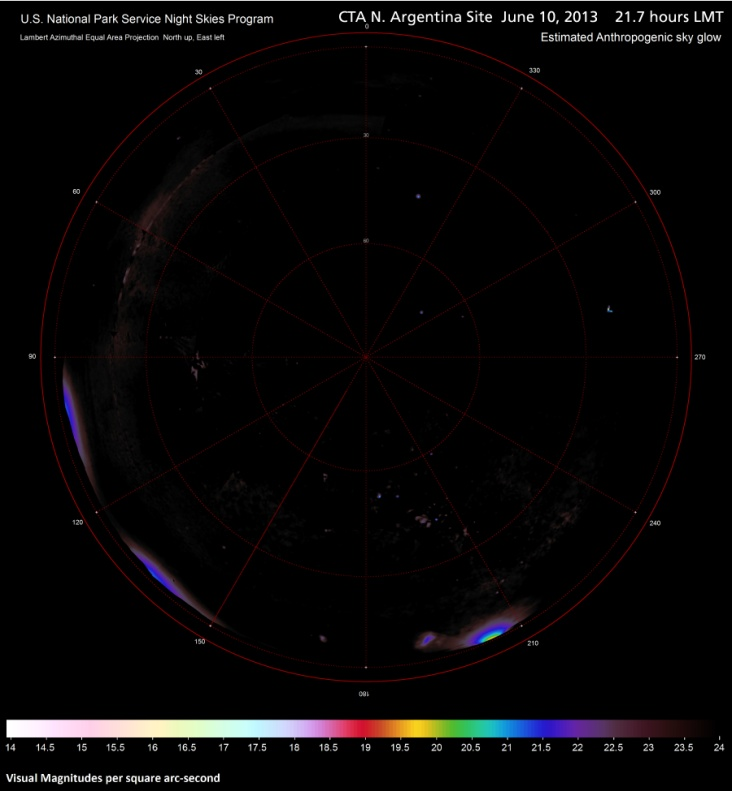 U.S. National Park Service Night Skies Program
CTA N. Argentina Site June 10, 2013 21.7 hours LMT
Lambert Azimuthal Equal Area Projection North up, East left
Estimated Anthropogenic sky glow
0
30
330
30
60
300
60
90
270
120
240
150
210
180
14 14.5 15 15.5 16 16.5 17 17.5 18 18.5 19 19.5 20 20.5 21 21.5 22 22.5 23 23.5 24
Visual Magnitudes per square arc-second